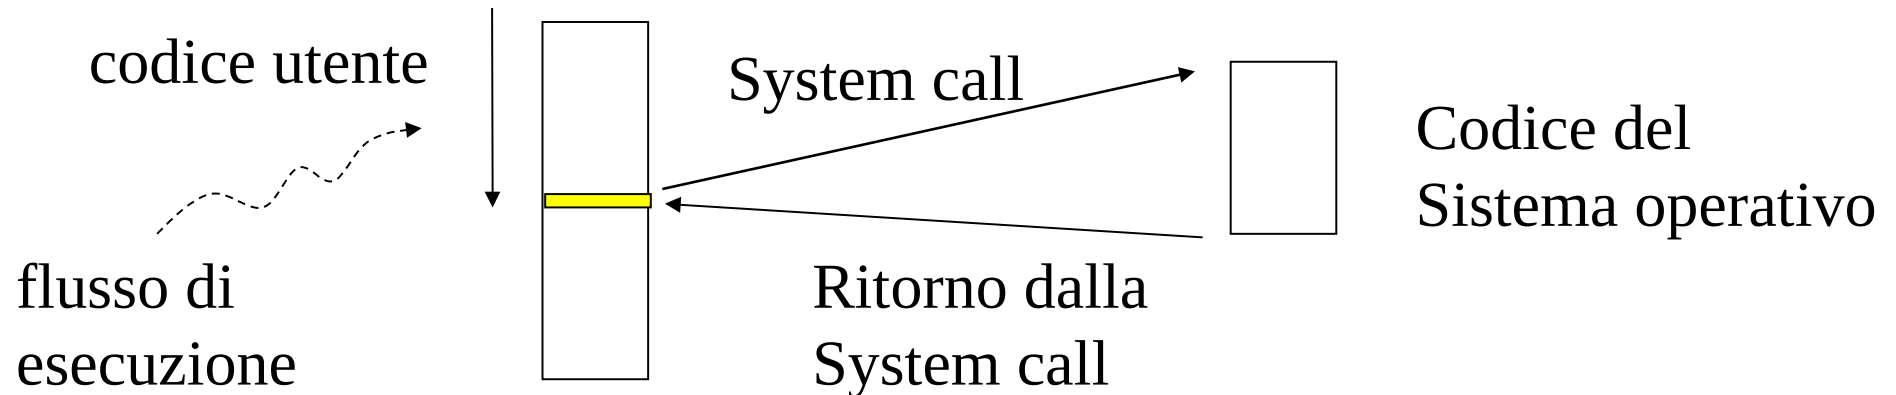 codice utente
flusso di
esecuzione
System call
Ritorno dalla
System call
Codice del
Sistema operativo